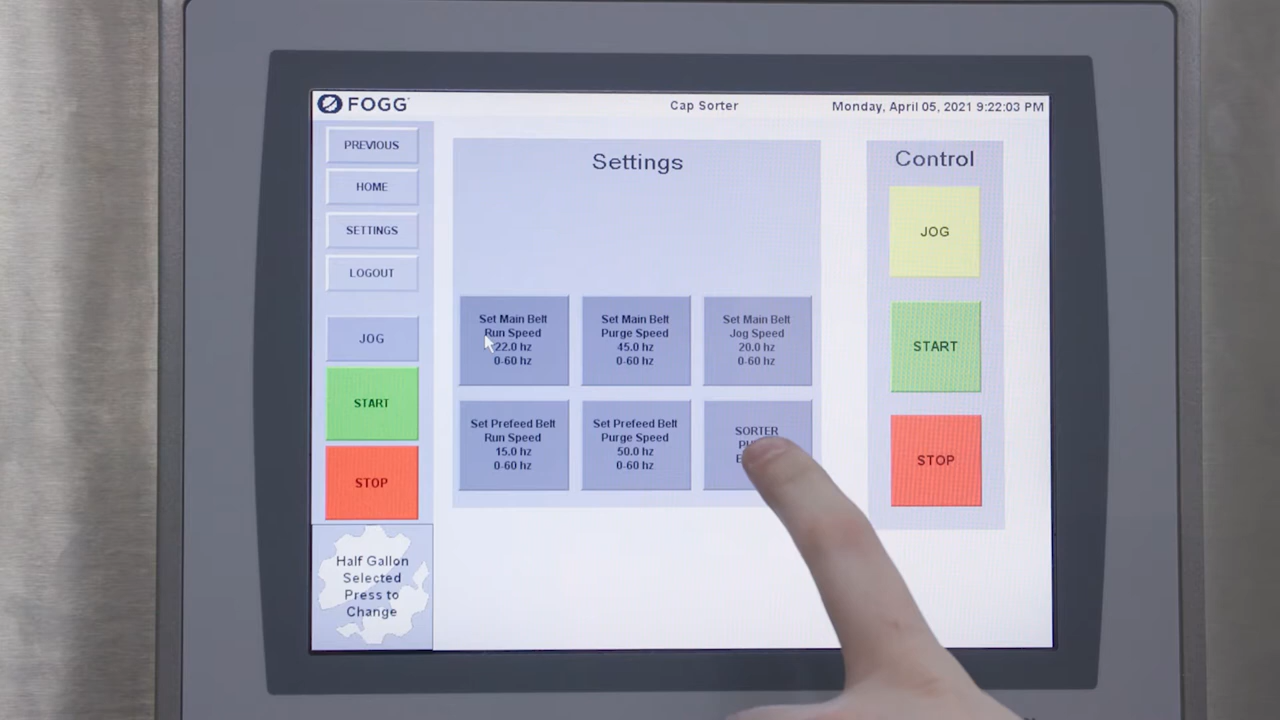 FOGG
Cap Sorter
Monday, April 05, 2021 9:22:03 PM
PREVIOUS
HOME
SETTINGS
LOGOUT
JOG
START
STOP
Half Gallon
Selected
Press to
Change
Settings
Set Main Belt
Run Speed
22.0 hz
0-60 hz
Set Main Belt
Purge Speed
45.0 hz
0-60 hz
Set Main Belt
Jog Speed
20.0 hz
0-60 hz
Set Prefeed Belt
Run Speed
15.0 hz
0-60 hz
Set Prefeed Belt
Purge Speed
50.0 hz
0-60 hz
SORTER
Control
JOG
START
STOP